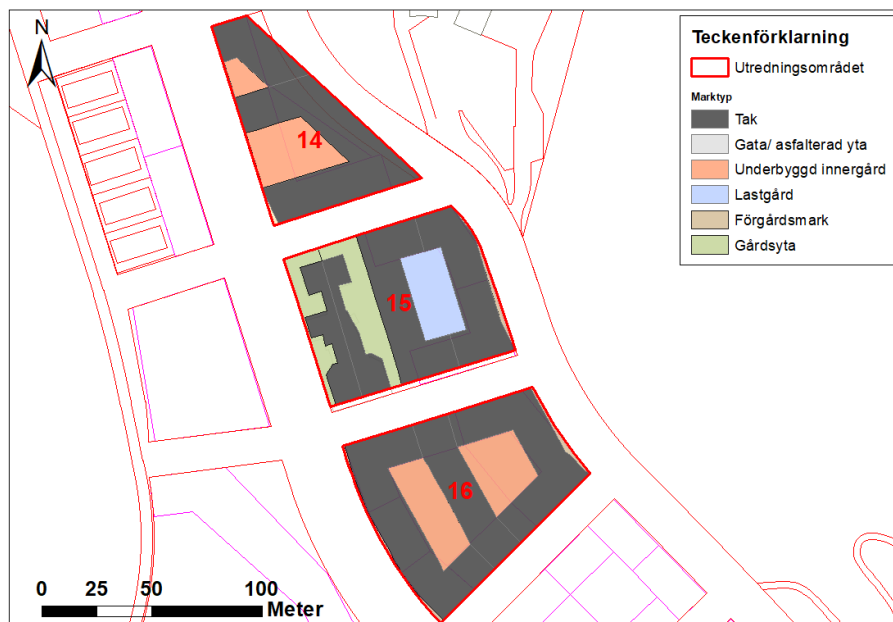 N
Teckenförklarning
Utredningsområdet
Marktyp
Tak
Gata/ asfalterad yta
Underbyggd innergård
Lastgård
Förgårdsmark
Gårdsyta
14
15
16
0 25 50 100
Meter